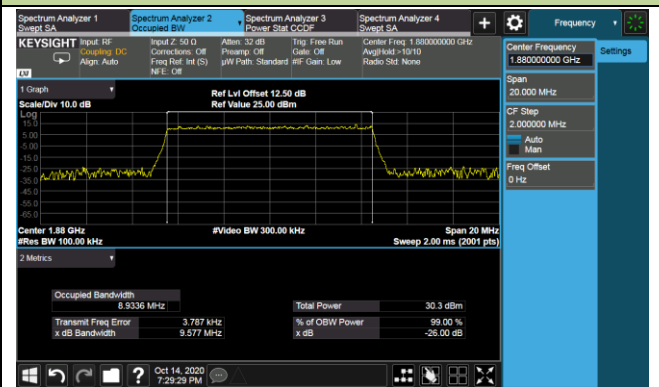 Spectrum Analyzer 1
Swept SA
Spectrum Analyzer 2
Occupied BW
Spectrum Analyzer 3
Power Stat CCDF
Spectrum Analyzer 4
Swept SA
+
Frequency
KEYSIGHT
Input: RF
Coupling: DC
Align: Auto
Input Z: 50 Ω
Corrections: Off
Freq Ref: Int (S)
NFE: Off
Atten: 32 dB
Preamp: Off
µW Path: Standard
Trig: Free Run
Gate: Off
#IF Gain: Low
Center Freq: 1.880000000 GHz
Avg|Hold:>10/10
Radio Std: None
LXI
Center Frequency
1.880000000 GHz
Settings
Span
20.000 MHz
CF Step
2.000000 MHz
Auto
Man
Freq Offset
0 Hz
1 Graph
Scale/Div 10.0 dB
Ref Lvl Offset 12.50 dB
Ref Value 25.00 dBm
Log
15.0
5.00
-5.00
-15.0
-25.0
-35.0
-45.0
-55.0
-65.0
Center 1.88 GHz
#Video BW 300.00 kHz
Span 20 MHz
#Res BW 100.00 kHz
Sweep 2.00 ms (2001 pts)
2 Metrics
Occupied Bandwidth
8.9336 MHz
Total Power 30.3 dBm
Transmit Freq Error 3.787 kHz
% of OBW Power 99.00 %
x dB Bandwidth 9.577 MHz
x dB -26.00 dB
?
Oct 14, 2020
7:29:29 PM